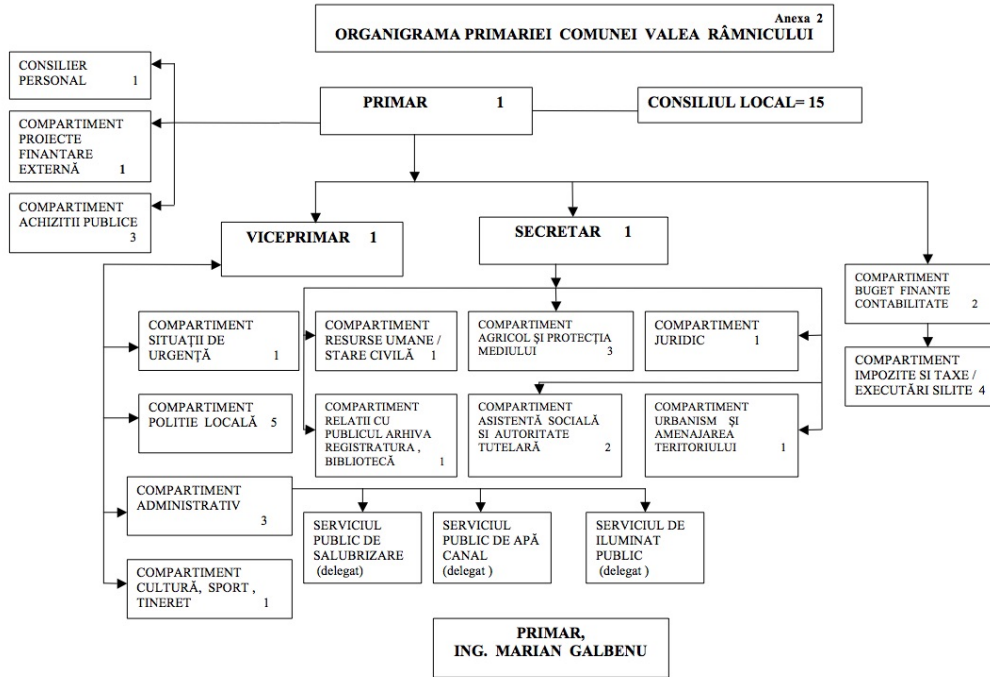 Anexa 2
ORGANIGRAMA PRIMARIEI COMUNEI VALEA RÂMNICULUI
CONSILIER
PERSONAL 1
PRIMAR 1
CONSILIUL LOCAL= 15
COMPARTIMENT
PROIECTE
FINANTARE
EXTERNĂ 1
COMPARTIMENT
ACHIZITII PUBLICE
3
VICEPRIMAR 1
SECRETAR 1
COMPARTIMENT
BUGET FINANTE
CONTABILITATE 2
COMPARTIMENT
SITUAȚII DE
URGENȚĂ 1
COMPARTIMENT
RESURSE UMANE /
STARE CIVILĂ 1
COMPARTIMENT
AGRICOL ŞI PROTECȚIA
MEDIULUI 3
COMPARTIMENT
JURIDIC 1
COMPARTIMENT
IMPOZITE SI TAXE /
EXECUTĂRI SILITE 4
COMPARTIMENT
POLITIE LOCALĂ 5
COMPARTIMENT
RELATII CU
PUBLICUL ARHIVA
REGISTRATURA ,
BIBLIOTECĂ 1
COMPARTIMENT
ASISTENTĂ SOCIALĂ
SI AUTORITATE
TUTELARĂ 2
COMPARTIMENT
URBANISM ŞI
AMENAJAREA
TERITORIULUI 1
COMPARTIMENT
ADMINISTRATIV
3
SERVICIUL
PUBLIC DE
SALUBRIZARE
(delegat)
SERVICIUL
PUBLIC DE APĂ
CANAL
(delegat )
SERVICIUL DE
ILUMINAT
PUBLIC
(delegat )
COMPARTIMENT
CULTURĂ, SPORT ,
TINERET 1
PRIMAR,
ING. MARIAN GALBENU